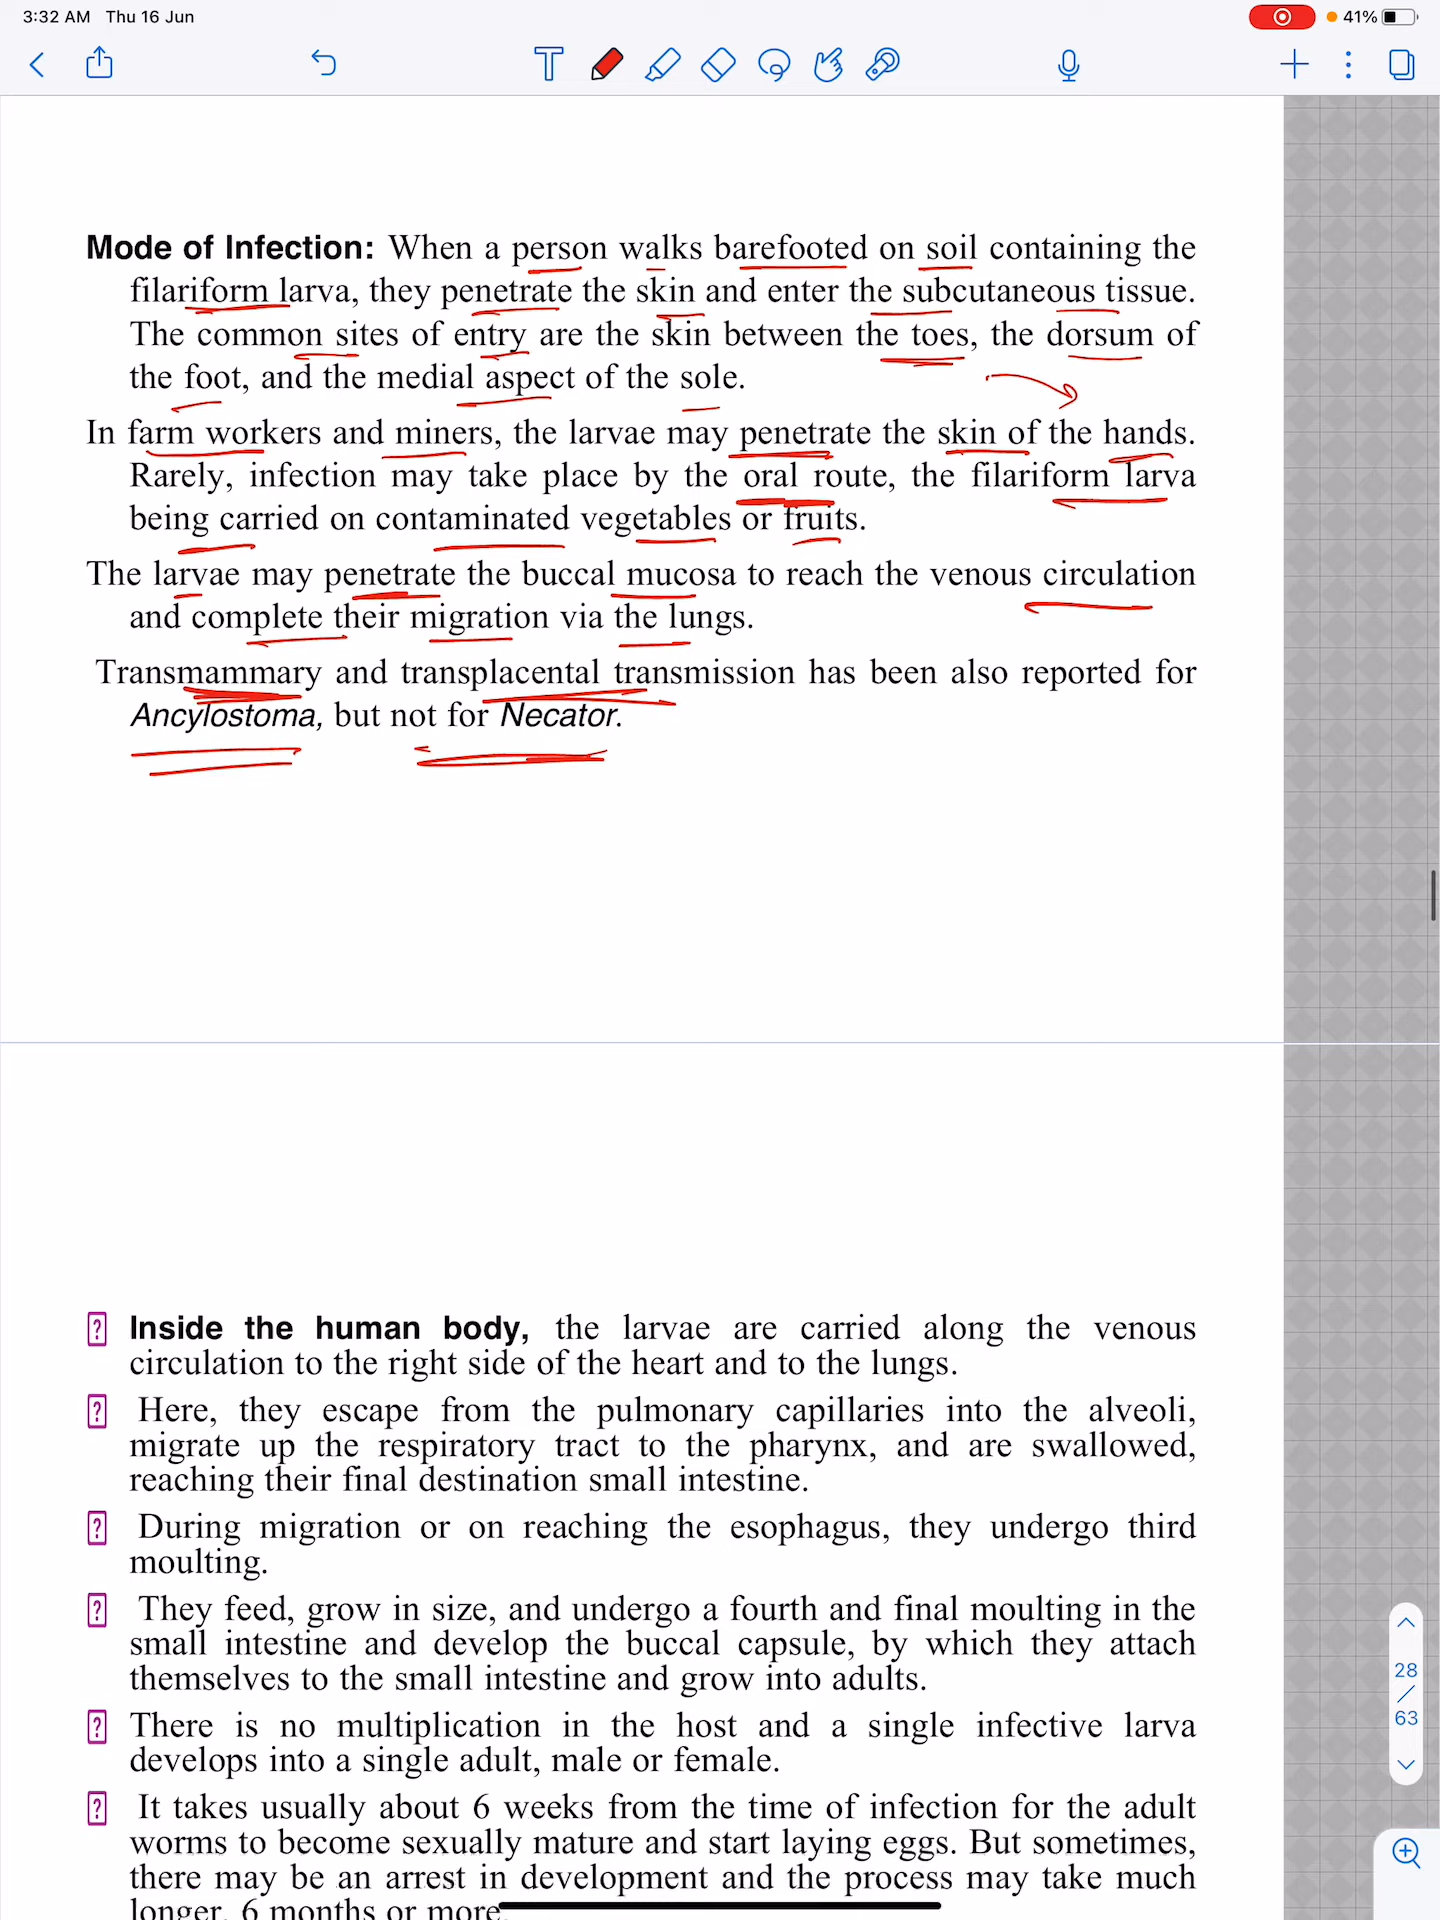 3:32 AM Thu 16 Jun
41%
T
Mode of Infection: When a person walks barefooted on soil containing the
filariform larva, they penetrate the skin and enter the subcutaneous tissue.
The common sites of entry are the skin between the toes, the dorsum of
the foot, and the medial aspect of the sole.
In farm workers and miners, the larvae may penetrate the skin of the hands.
Rarely, infection may take place by the oral route, the filariform larva
being carried on contaminated vegetables or fruits.
The larvae may penetrate the buccal mucosa to reach the venous circulation
and complete their migration via the lungs.
Transmammary and transplacental transmission has been also reported for
Ancylostoma, but not for Necator.
? Inside the human body, the larvae are carried along the venous
circulation to the right side of the heart and to the lungs.
? Here, they escape from the pulmonary capillaries into the alveoli,
migrate up the respiratory tract to the pharynx, and are swallowed,
reaching their final destination small intestine.
? During migration or on reaching the esophagus, they undergo third
moulting.
? They feed, grow in size, and undergo a fourth and final moulting in the
small intestine and develop the buccal capsule, by which they attach
themselves to the small intestine and grow into adults.
? There is no multiplication in the host and a single infective larva
develops into a single adult, male or female.
? It takes usually about 6 weeks from the time of infection for the adult
worms to become sexually mature and start laying eggs. But sometimes,
there may be an arrest in development and the process may take much
longer, 6 months or more.
28
/
63